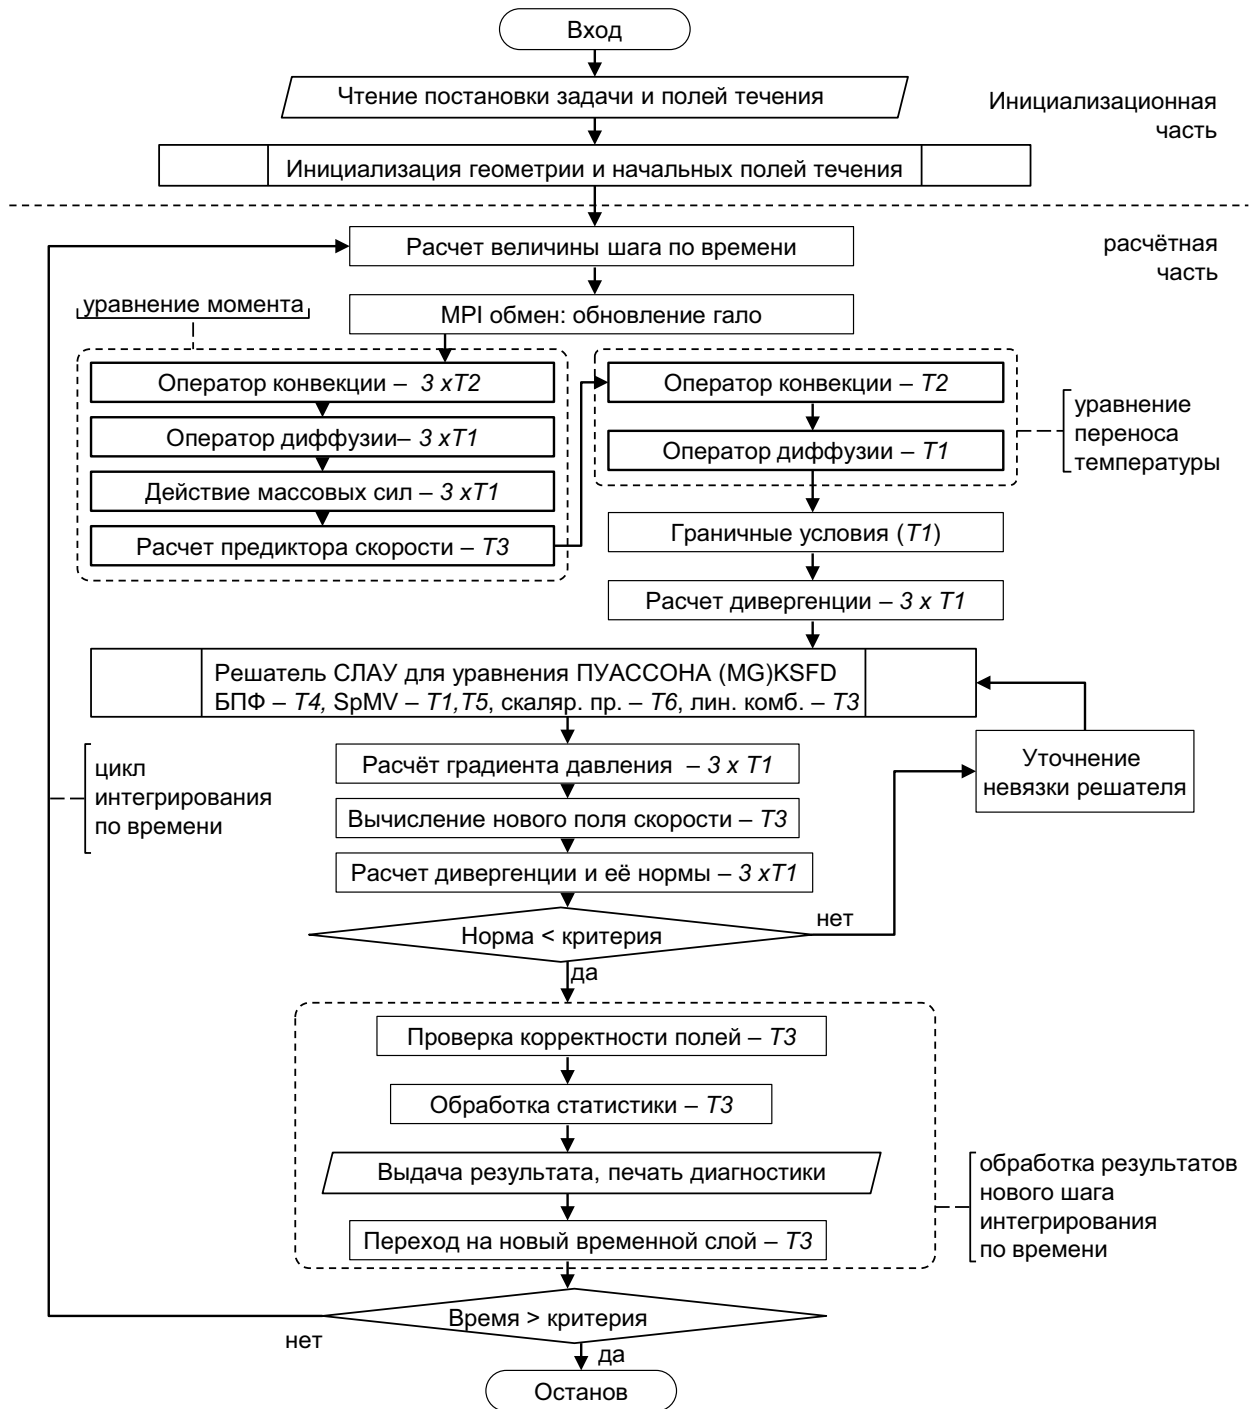 Вход
Чтение постановки задачи и полей течения
Инициализационная
часть
Инициализация геометрии и начальных полей течения
Расчет величины шага по времени
расчётная
часть
уравнение момента
MPI обмен: обновление гало
Оператор конвекции – 3 xT2
Оператор диффузии– 3 xT1
Действие массовых сил – 3 xT1
Расчет предиктора скорости – T3
Оператор конвекции – T2
Оператор диффузии – T1
уравнение
переноса
температуры
Граничные условия (T1)
Расчет дивергенции – 3 x T1
Решатель СЛАУ для уравнения ПУАССОНА (MG)KSFD
БПФ – T4, SpMV – T1,T5, скаляр. пр. – T6, лин. комб. – T3
цикл
интегрирования
по времени
Расчёт градиента давления – 3 x T1
Вычисление нового поля скорости – T3
Расчет дивергенции и её нормы – 3 xT1
Уточнение
невязки решателя
Норма < критерия
нет
да
Проверка корректности полей – T3
Обработка статистики – T3
Выдача результата, печать диагностики
Переход на новый временной слой – T3
обработка результатов
нового шага
интегрирования
по времени
Время > критерия
нет
да
Останов